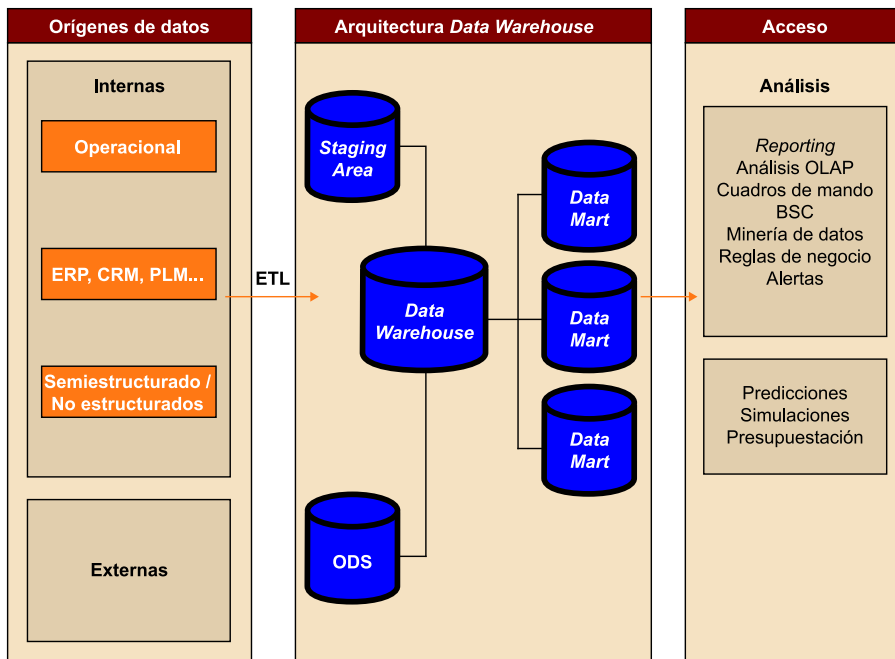 Orígenes de datos
Internas
Operacional
ERP, CRM, PLM...
Semiestructurado /
No estructurados
Externas
ETL
Arquitectura Data Warehouse
Staging
Area
Data
Warehouse
ODS
Data
Mart
Data
Mart
Data
Mart
Acceso
Análisis
Reporting
Análisis OLAP
Cuadros de mando
BSC
Minería de datos
Reglas de negocio
Alertas
Predicciones
Simulaciones
Presupuestación